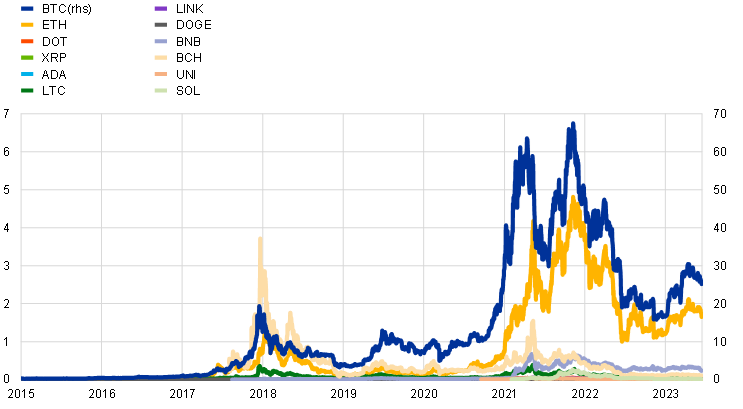 BTC(rhs) LINK
ETH DOGE
DOT BNB
XRP BCH
ADA UNI
LTC SOL
7 70
6 60
5 50
4 40
3 30
2 20
1 10
0 0
2015 2016 2017 2018 2019 2020 2021 2022 2023